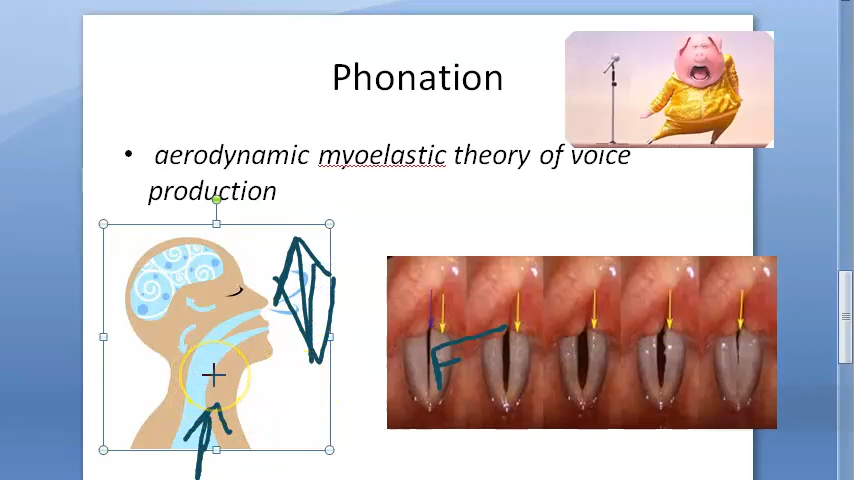 Phonation
• aerodynamic myoelastic theory of voice
production
F